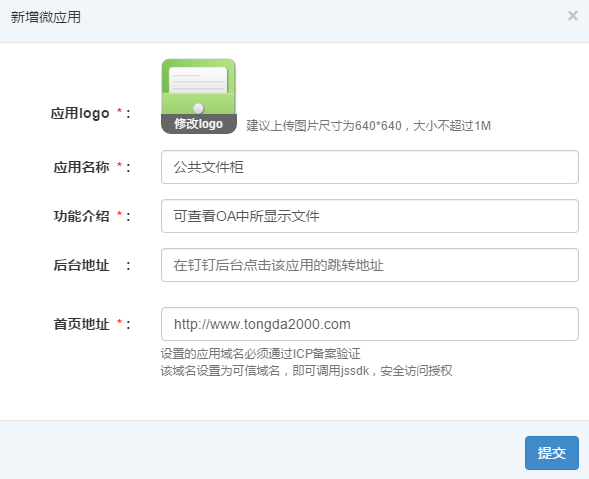 新增微应用 ×
应用logo *：
修改logo
建议上传图片尺寸为640*640，大小不超过1M
应用名称 *： 公共文件柜
功能介绍 *： 可查看OA中所显示文件
后台地址 ： 在钉钉后台点击该应用的跳转地址
首页地址 *： http://www.tongda2000.com
设置的应用域名必须通过ICP备案验证
该域名设置为可信域名，即可调用jssdk，安全访问授权
提交